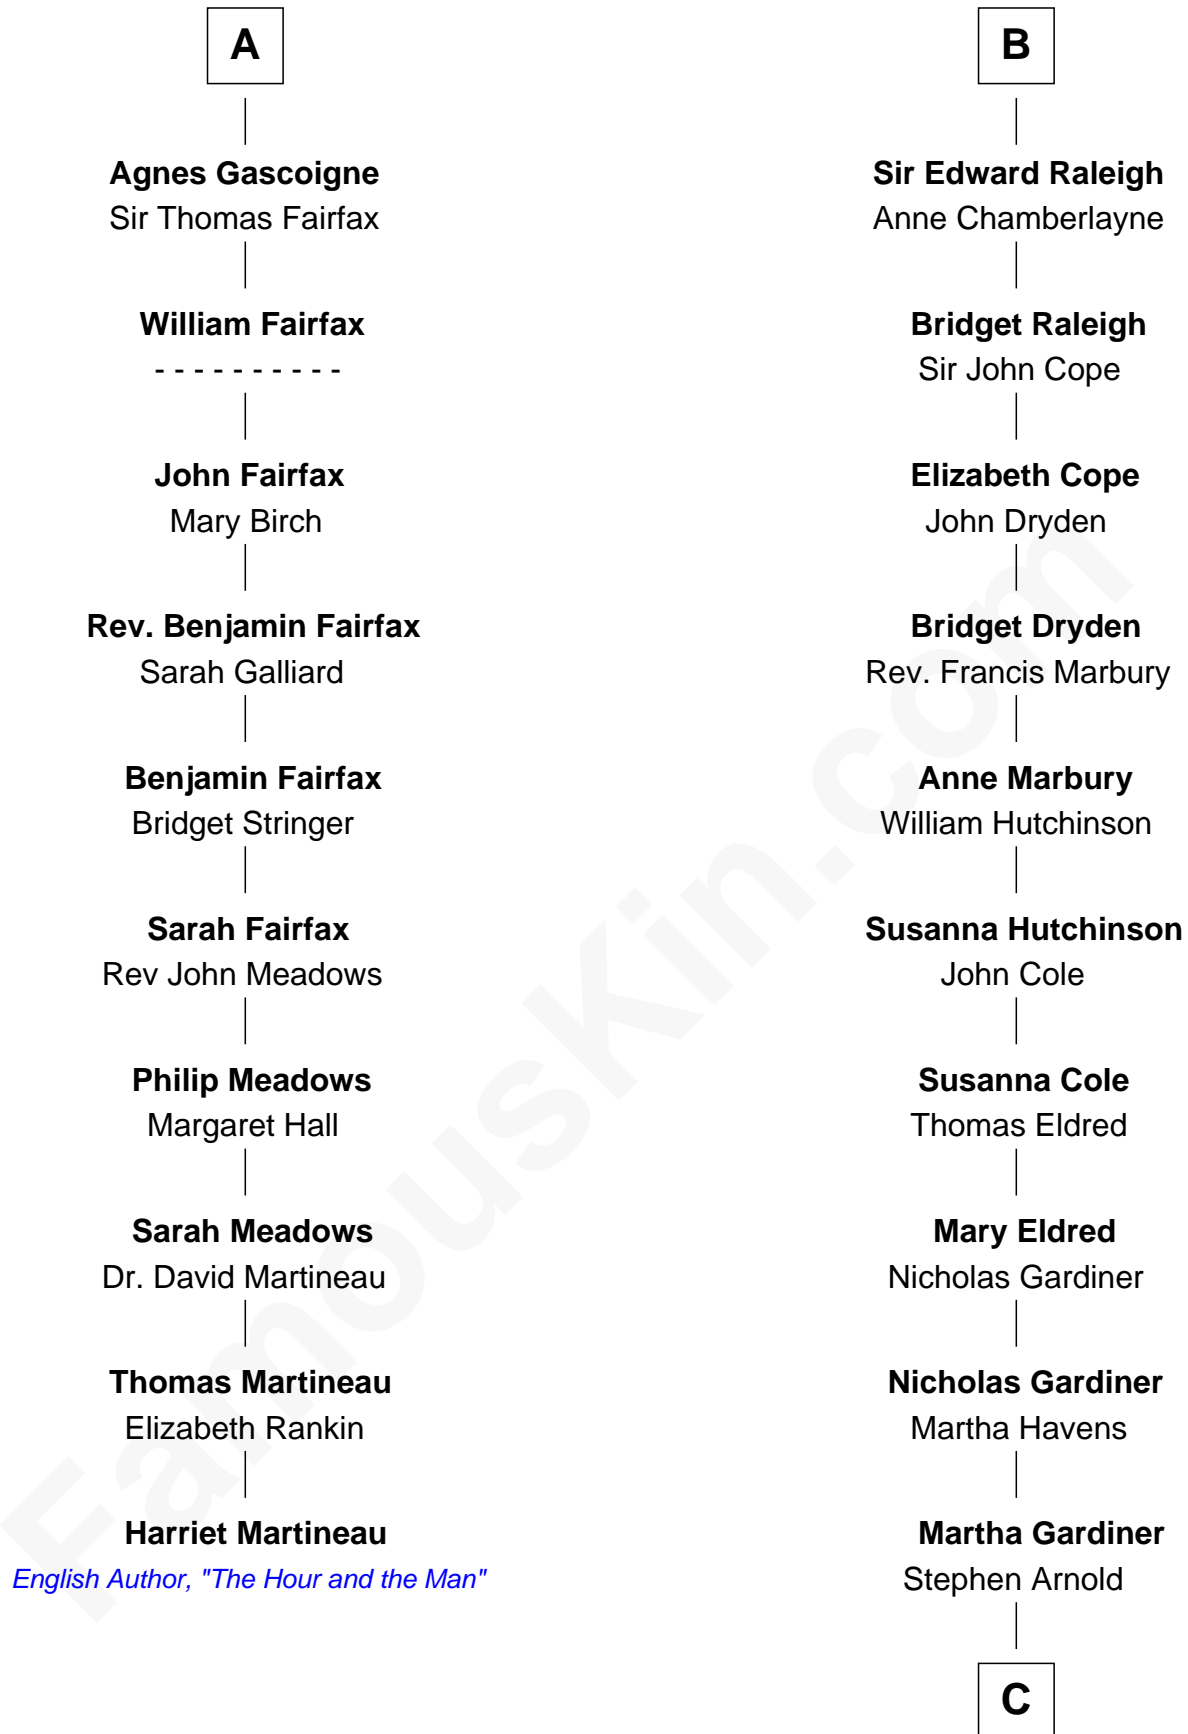 A
Agnes Gascoigne
Sir Thomas Fairfax
William Fairfax
- - - - - - - - - -
John Fairfax
Mary Birch
Rev. Benjamin Fairfax
Sarah Galliard
Benjamin Fairfax
Bridget Stringer
Sarah Fairfax
Rev John Meadows
Philip Meadows
Margaret Hall
Sarah Meadows
Dr. David Martineau
Thomas Martineau
Elizabeth Rankin
Harriet Martineau
English Author, "The Hour and the Man"
B
Sir Edward Raleigh
Anne Chamberlayne
Bridget Raleigh
Sir John Cope
Elizabeth Cope
John Dryden
Bridget Dryden
Rev. Francis Marbury
Anne Marbury
William Hutchinson
Susanna Hutchinson
John Cole
Susanna Cole
Thomas Eldred
Mary Eldred
Nicholas Gardiner
Nicholas Gardiner
Martha Havens
Martha Gardiner
Stephen Arnold
C
FamousKin.com